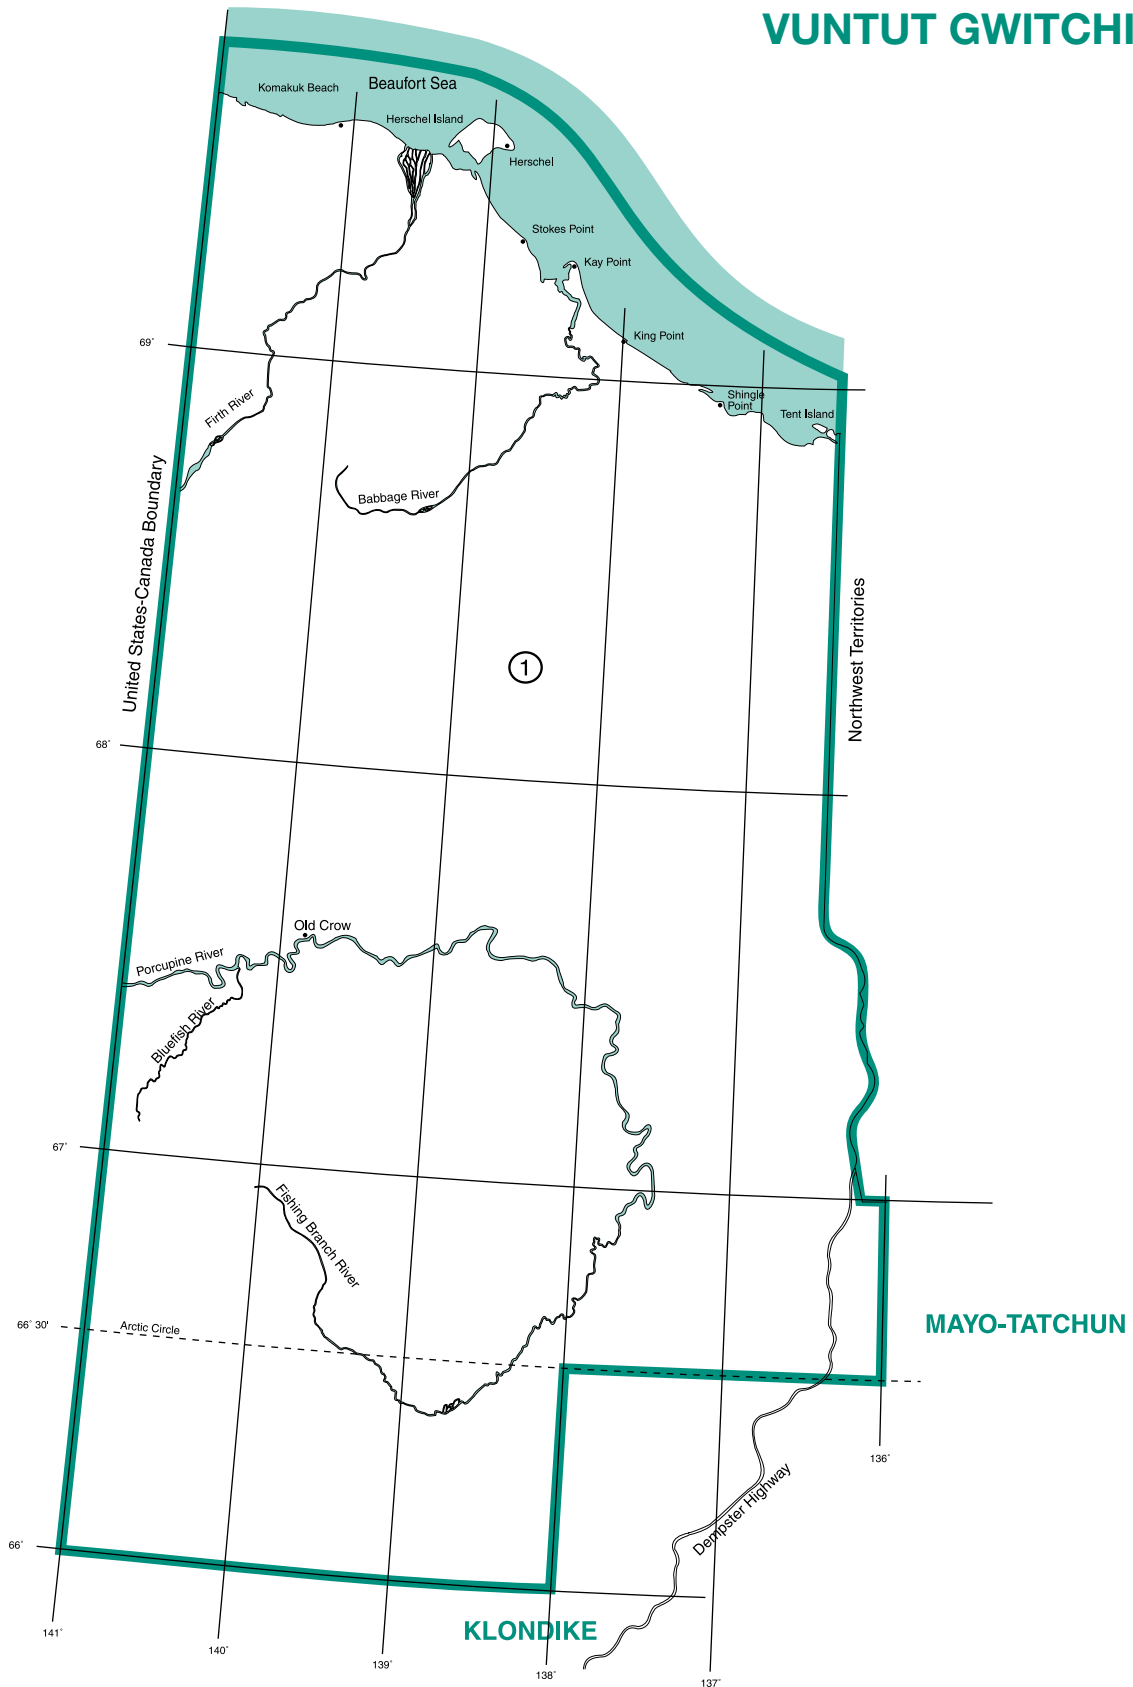 VUNTUT GWITCHI
Beaufort Sea
Komakuk Beach
Herschel Island
Herschel
Stokes Point
Kay Point
King Point
69°
Shingle
Point
Tent Island
Firth River
Babbage River
United States-Canada Boundary
Northwest Territories
1
68°
Old Crow
Porcupine River
Bluefish River
67°
Fishing Branch River
66° 30'
Arctic Circle
MAYO-TATCHUN
136°
Dempster Highway
66°
KLONDIKE
141°
140°
139°
138°
137°